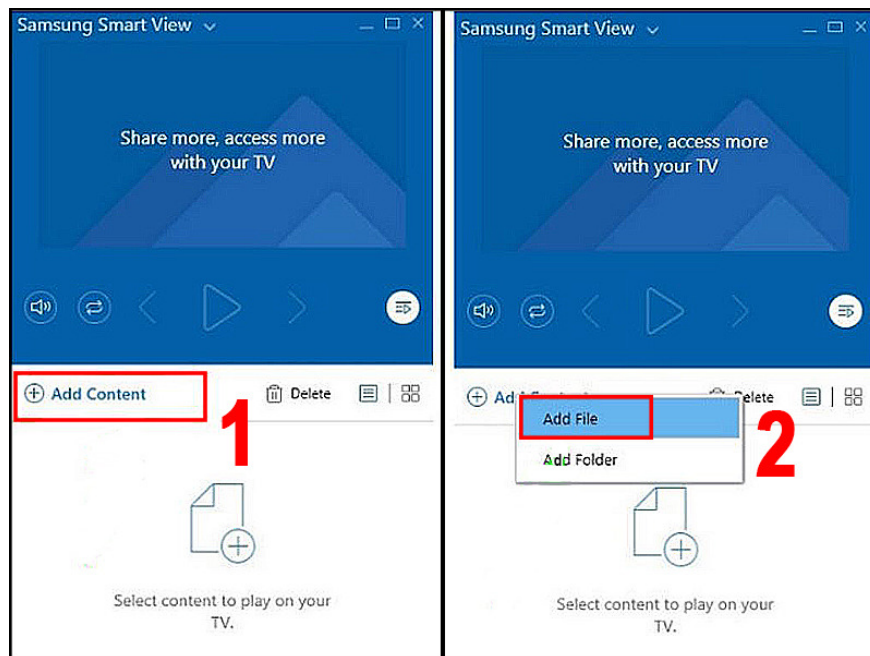 Samsung Smart View
Share more, access more
with your TV
Add Content
Delete
1
Select content to play on your
TV.
Samsung Smart View
Share more, access more
with your TV
Ad
elete
Add File
Add Folder
2
Select content to play on your
TV.